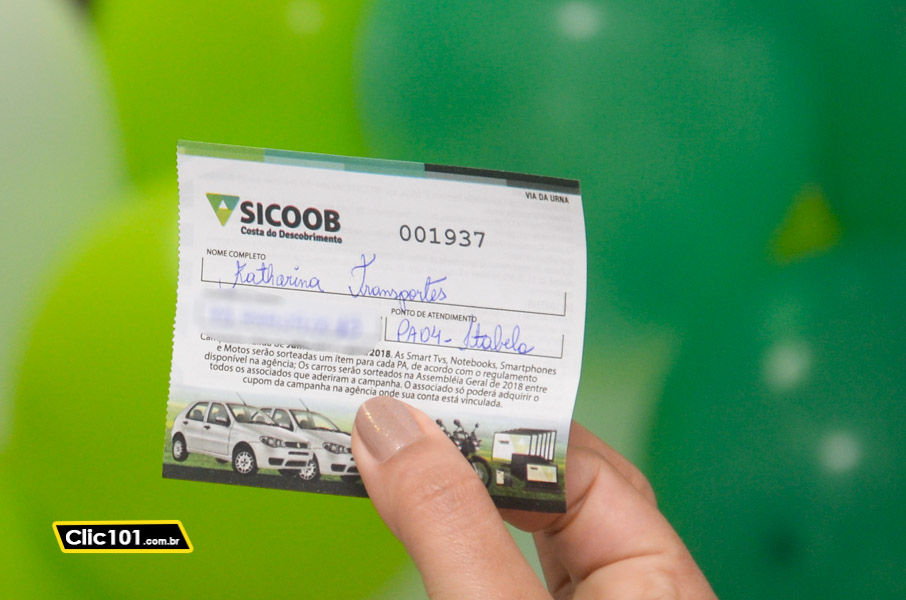 VIA DA URNA
SICOOB
Costa do Descobrimento
001937
NOME COMPLETO
Katharina Transportes
PONTO DE ATENDIMENTO
PA04-Itabela
2018. As Smart Tvs, Notebooks, Smartphones
e Motos serão sorteadas um ítem para cada PA, de acordo com o regulamento
disponível na agência; Os carros serão sorteados na Assembléia Geral de 2018 entre
todos os associados que aderiram a campanha. O associado só poderá adquirir o
cupom da campanha na agência onde sua conta está vinculada.
Clic101.com.br